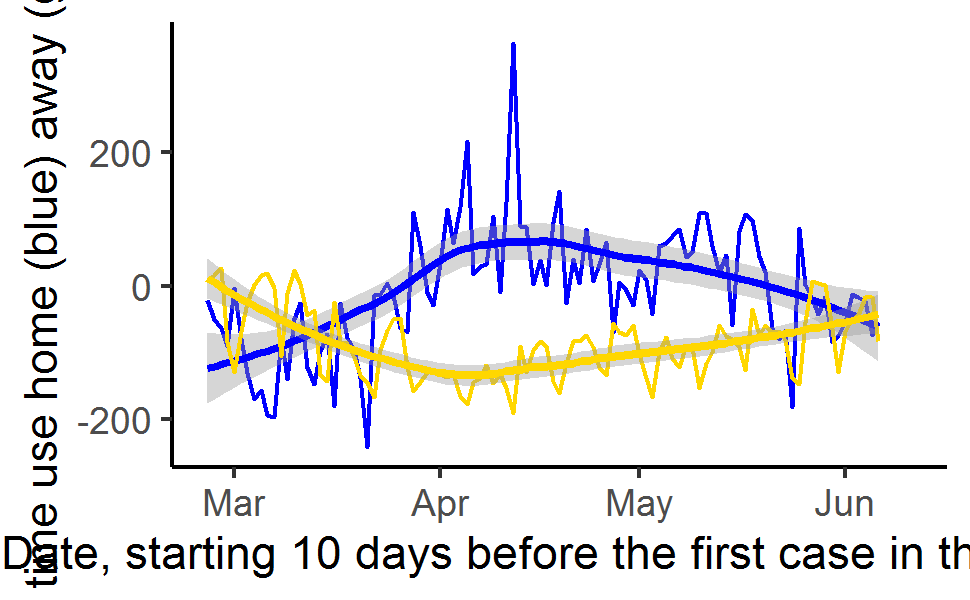 time use home (blue) away (
200
0
-200
Mar Apr May Jun
Date, starting 10 days before the first case in th